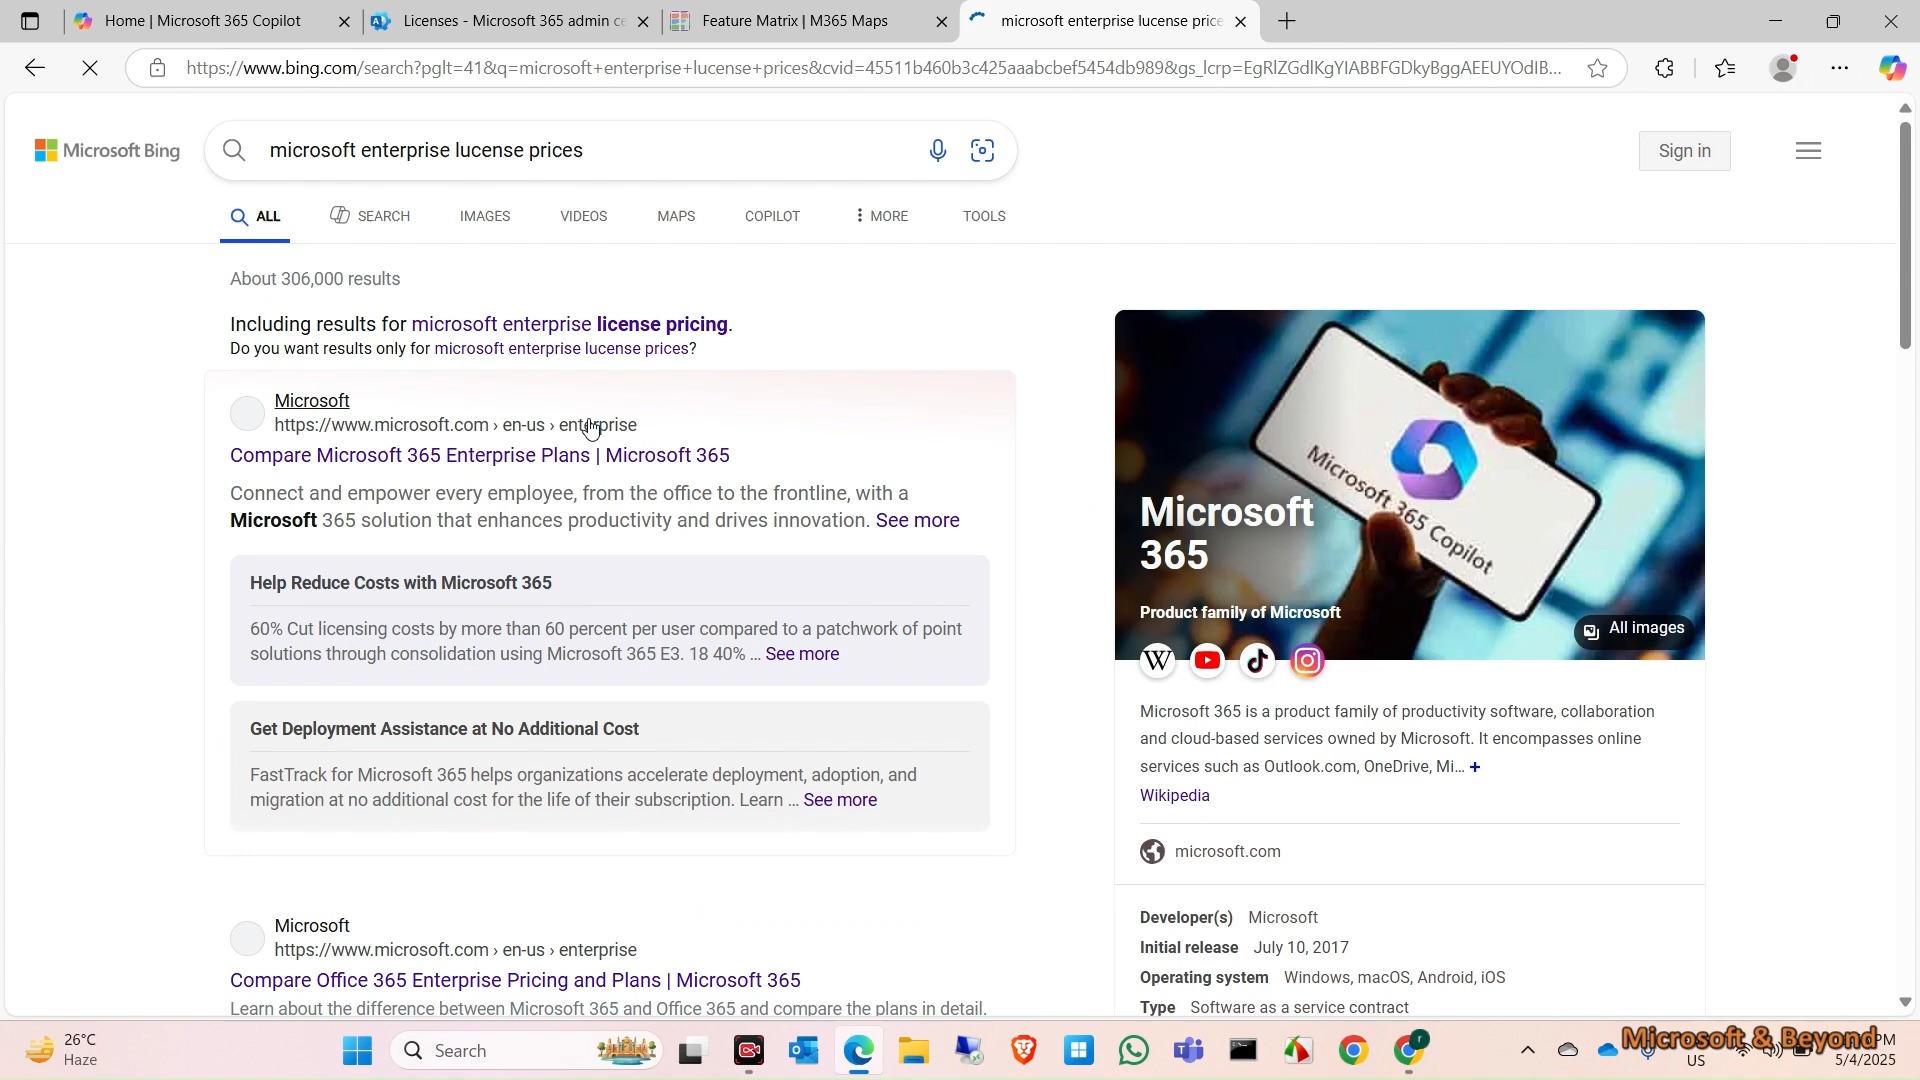 Home | Microsoft 365 Copilot
Licenses - Microsoft 365 admin ce
Feature Matrix | M365 Maps
microsoft enterprise lucense price
https://www.bing.com/search?pglt=41&q=microsoft+enterprise+lucense+prices&cvid=45511b460b3c425aaabcbef5454db989&gs_lcrp=EgRlZGdlKgYIABBFGDkyBggAEEUYOdIB...
Microsoft Bing
microsoft enterprise lucense prices
Sign in
ALL
SEARCH
IMAGES
VIDEOS
MAPS
COPILOT
MORE
TOOLS
About 306,000 results
Including results for microsoft enterprise license pricing.
Do you want results only for microsoft enterprise lucense prices?
Microsoft
https://www.microsoft.com › en-us › enterprise
Compare Microsoft 365 Enterprise Plans | Microsoft 365
Connect and empower every employee, from the office to the frontline, with a
Microsoft 365 solution that enhances productivity and drives innovation. See more
Help Reduce Costs with Microsoft 365
60% Cut licensing costs by more than 60 percent per user compared to a patchwork of point
solutions through consolidation using Microsoft 365 E3. 18 40% ... See more
Get Deployment Assistance at No Additional Cost
FastTrack for Microsoft 365 helps organizations accelerate deployment, adoption, and
migration at no additional cost for the life of their subscription. Learn ... See more
Microsoft
https://www.microsoft.com › en-us › enterprise
Compare Office 365 Enterprise Pricing and Plans | Microsoft 365
Learn about the difference between Microsoft 365 and Office 365 and compare the plans in detail.
Microsoft 365 Copilot
Microsoft
365
Product family of Microsoft
All images
Microsoft 365 is a product family of productivity software, collaboration
and cloud-based services owned by Microsoft. It encompasses online
services such as Outlook.com, OneDrive, Mi... +
Wikipedia
microsoft.com
Developer(s) Microsoft
Initial release July 10, 2017
Operating system Windows, macOS, Android, iOS
Type Software as a service contract
26°C
Haze
Search
Microsoft & Beyond
US
PM
5/4/2025